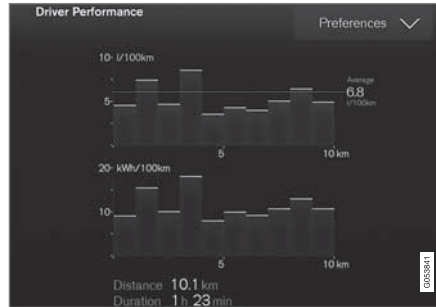 Driver Performance
Preferences
10 l/100km
Average
6.8
l/100km
5
5
10 km
20 kWh/100km
10
5
10 km
Distance 10.1 km
Duration 1 h 23 min
G053841